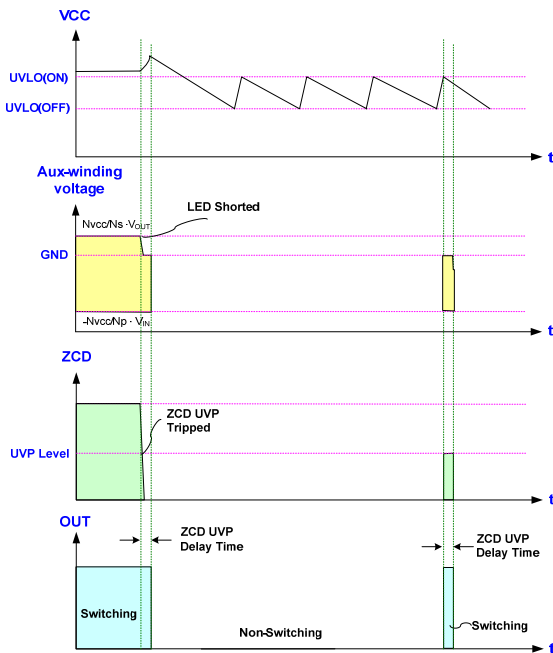 VCC
UVLO(ON)
UVLO(OFF)
t
Aux-winding
voltage
LED Shorted
Nvcc/Ns · VOUT
GND
-Nvcc/Np · VIN
t
ZCD
ZCD UVP
Tripped
UVP Level
t
OUT
ZCD UVP
Delay Time
ZCD UVP
Delay Time
Switching
Non-Switching
Switching
t